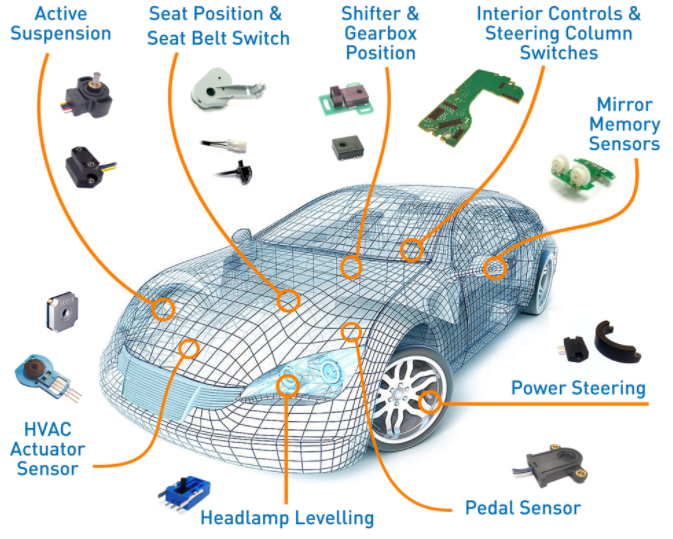 Active
Suspension
Seat Position &
Seat Belt Switch
Shifter &
Gearbox
Position
Interior Controls &
Steering Column
Switches
Mirror
Memory
Sensors
Power Steering
HVAC
Actuator
Sensor
Headlamp Levelling
Pedal Sensor